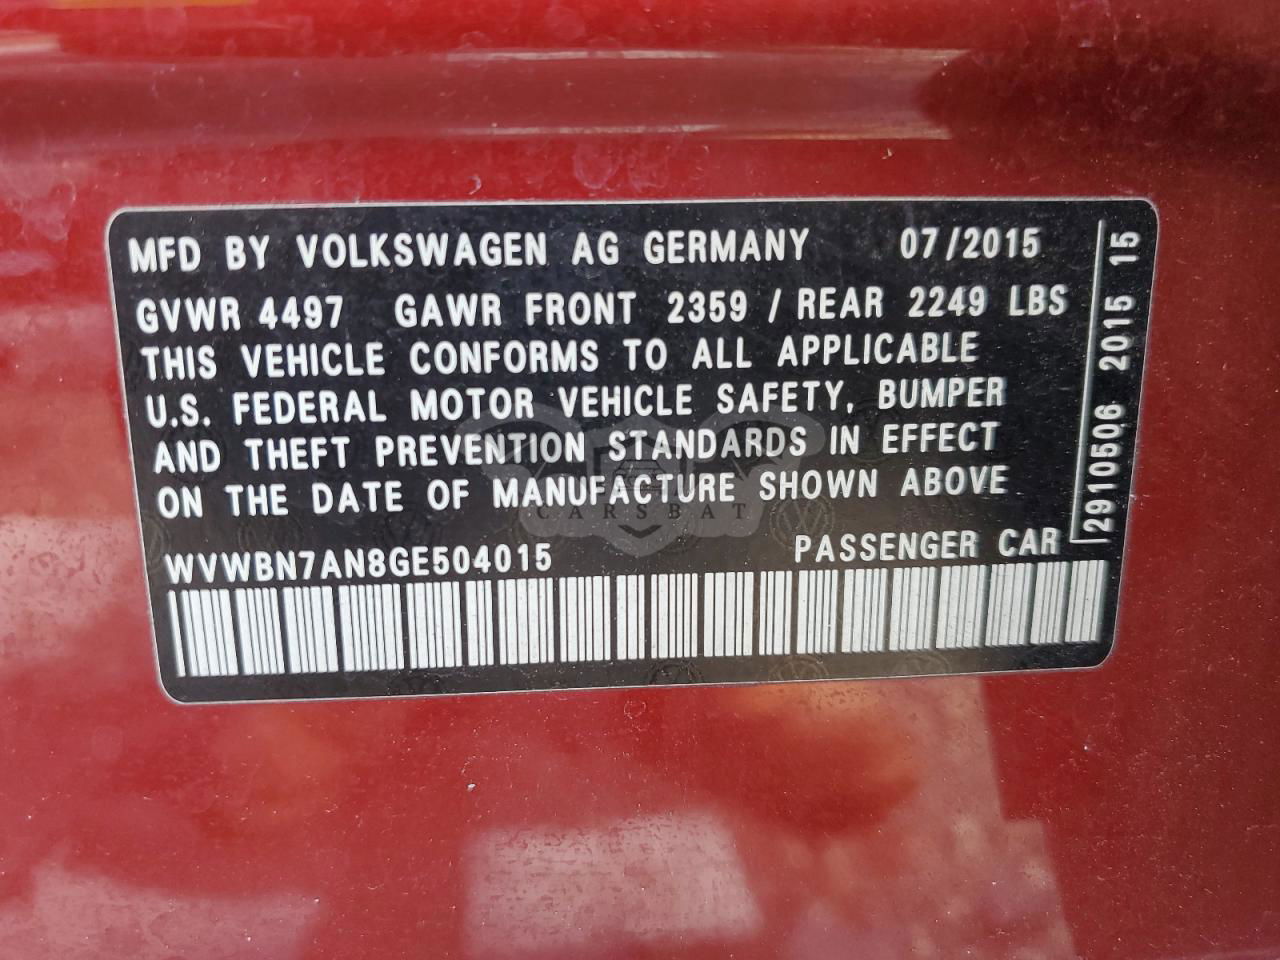 MFD BY VOLKSWAGEN AG GERMANY 07/2015
GVWR 4497 GAWR FRONT 2359 / REAR 2249 LBS
THIS VEHICLE CONFORMS TO ALL APPLICABLE
U.S. FEDERAL MOTOR VEHICLE SAFETY, BUMPER
AND THEFT PREVENTION STANDARDS IN EFFECT
ON THE DATE OF MANUFACTURE SHOWN ABOVE
WVWBN7AN8GE504015 PASSENGER CAR
2910506 2015 15
CARSBAT